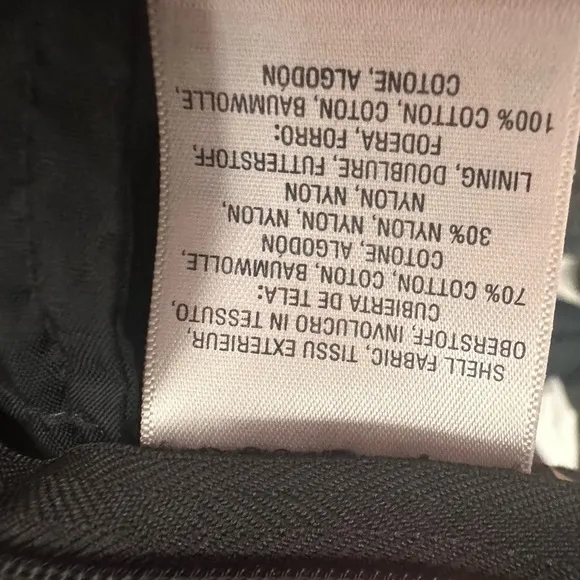 SHELL FABRIC, TISSU EXTERIEUR,
OBERSTOFF, INVOLUCRO IN TESSUTO,
CUBIERTA DE TELA:
70% COTTON, COTON, BAUMWOLLE,
COTONE, ALGODÓN
30% NYLON, NYLON, NYLON,
NYLON, NYLON
LINING, DOUBLURE, FUTTERSTOFF,
FODERA, FORRO:
100% COTTON, COTON, BAUMWOLLE,
COTONE, ALGODÓN